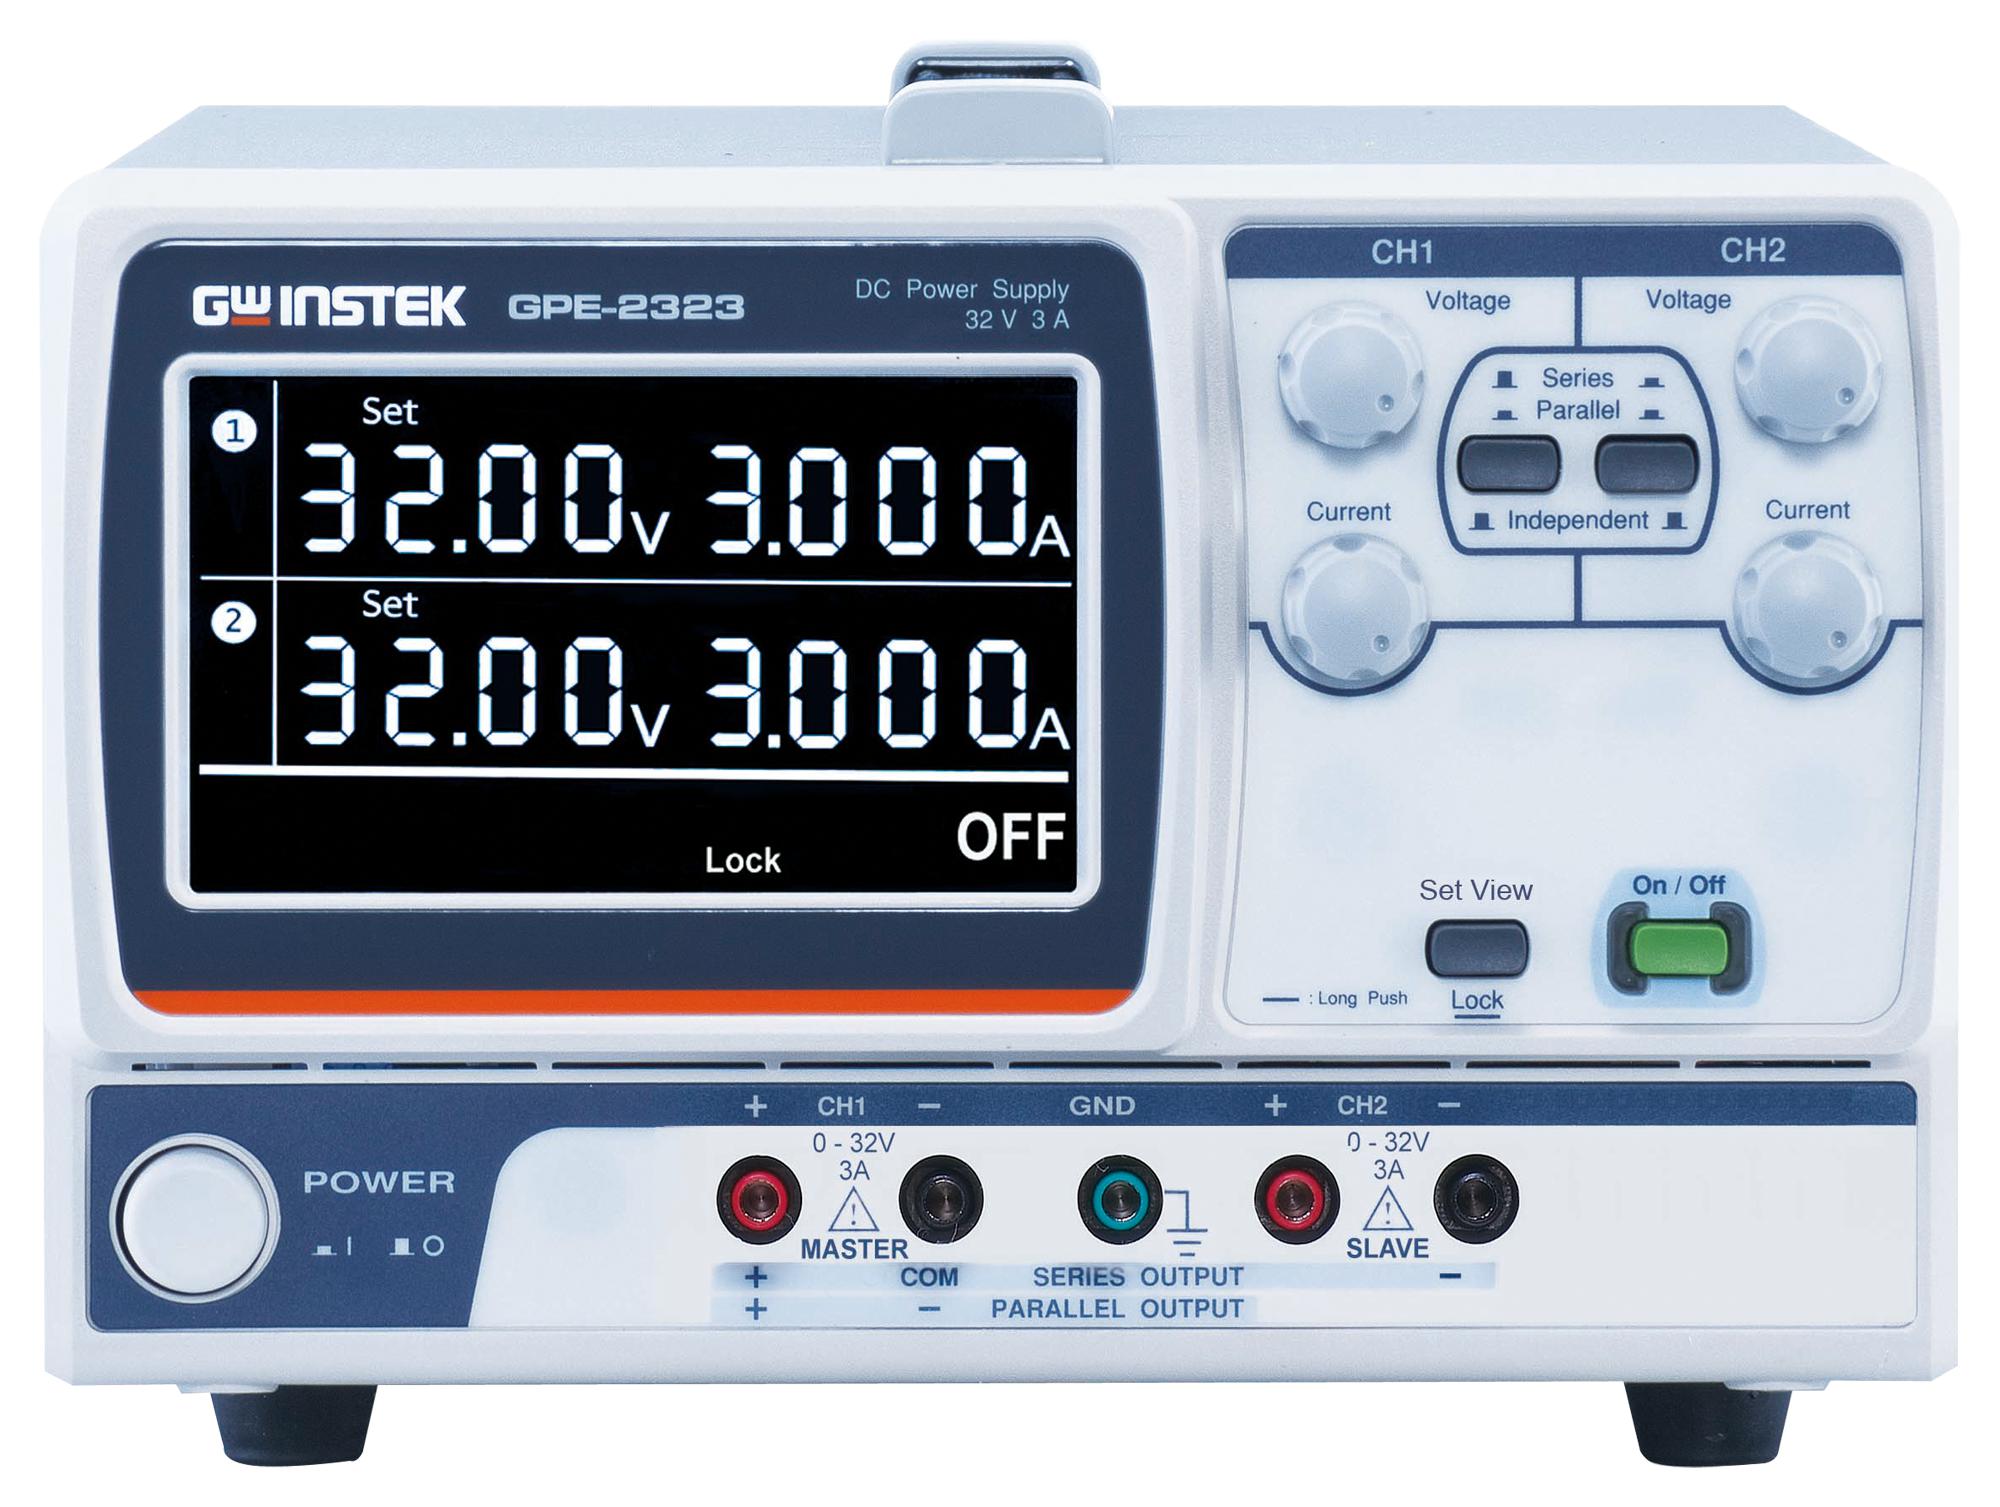 GWINSTEK GPE-2323
DC Power Supply
32 V 3 A
1
Set
32.00V 3.000A
2
Set
32.00V 3.000A
Lock
OFF
CH1 CH2
Voltage Voltage
Series
Parallel
Current Current
Independent
Set View
On / Off
: Long Push
Lock
POWER
+ CH1 − GND + CH2 −
0 - 32V 0 - 32V
3A 3A
MASTER SLAVE
+ COM SERIES OUTPUT −
+ − PARALLEL OUTPUT